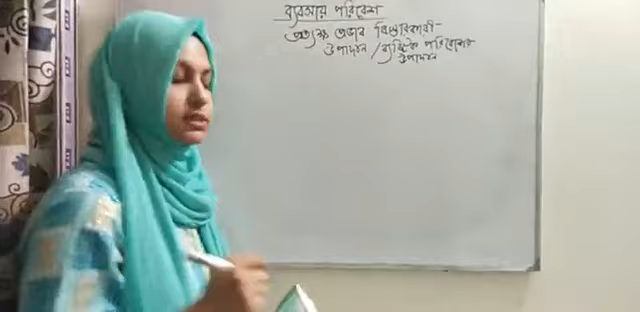 ব্যবসায় পরিবেশ
প্রত্যক্ষ প্রভাব বিস্তারকারী
উপাদান / ব্যষ্টিক পরিবেশের
উপাদান